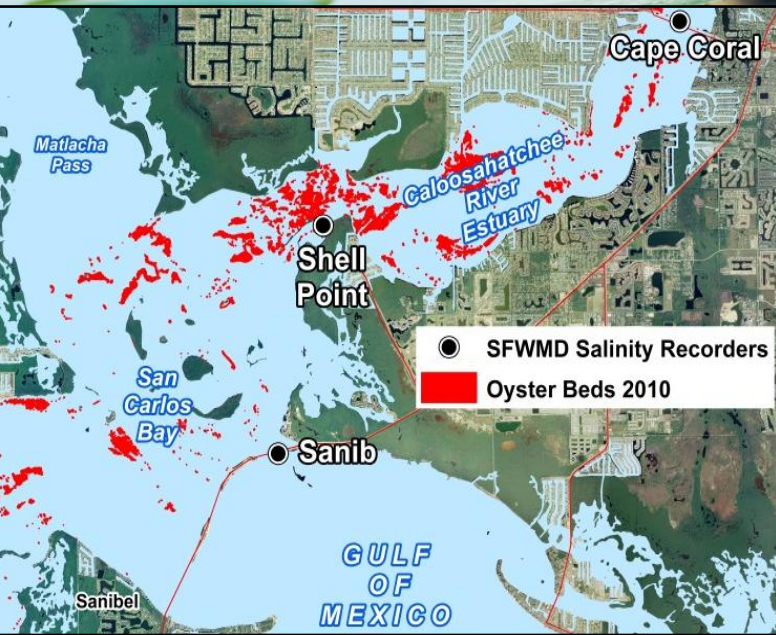 Cape Coral
Matlacha
Pass
Caloosahatchee
River
Estuary
Shell
Point
SFWMD Salinity Recorders
Oyster Beds 2010
San
Carlos
Bay
Sanib
GULF
OF
MEXICO
Sanibel